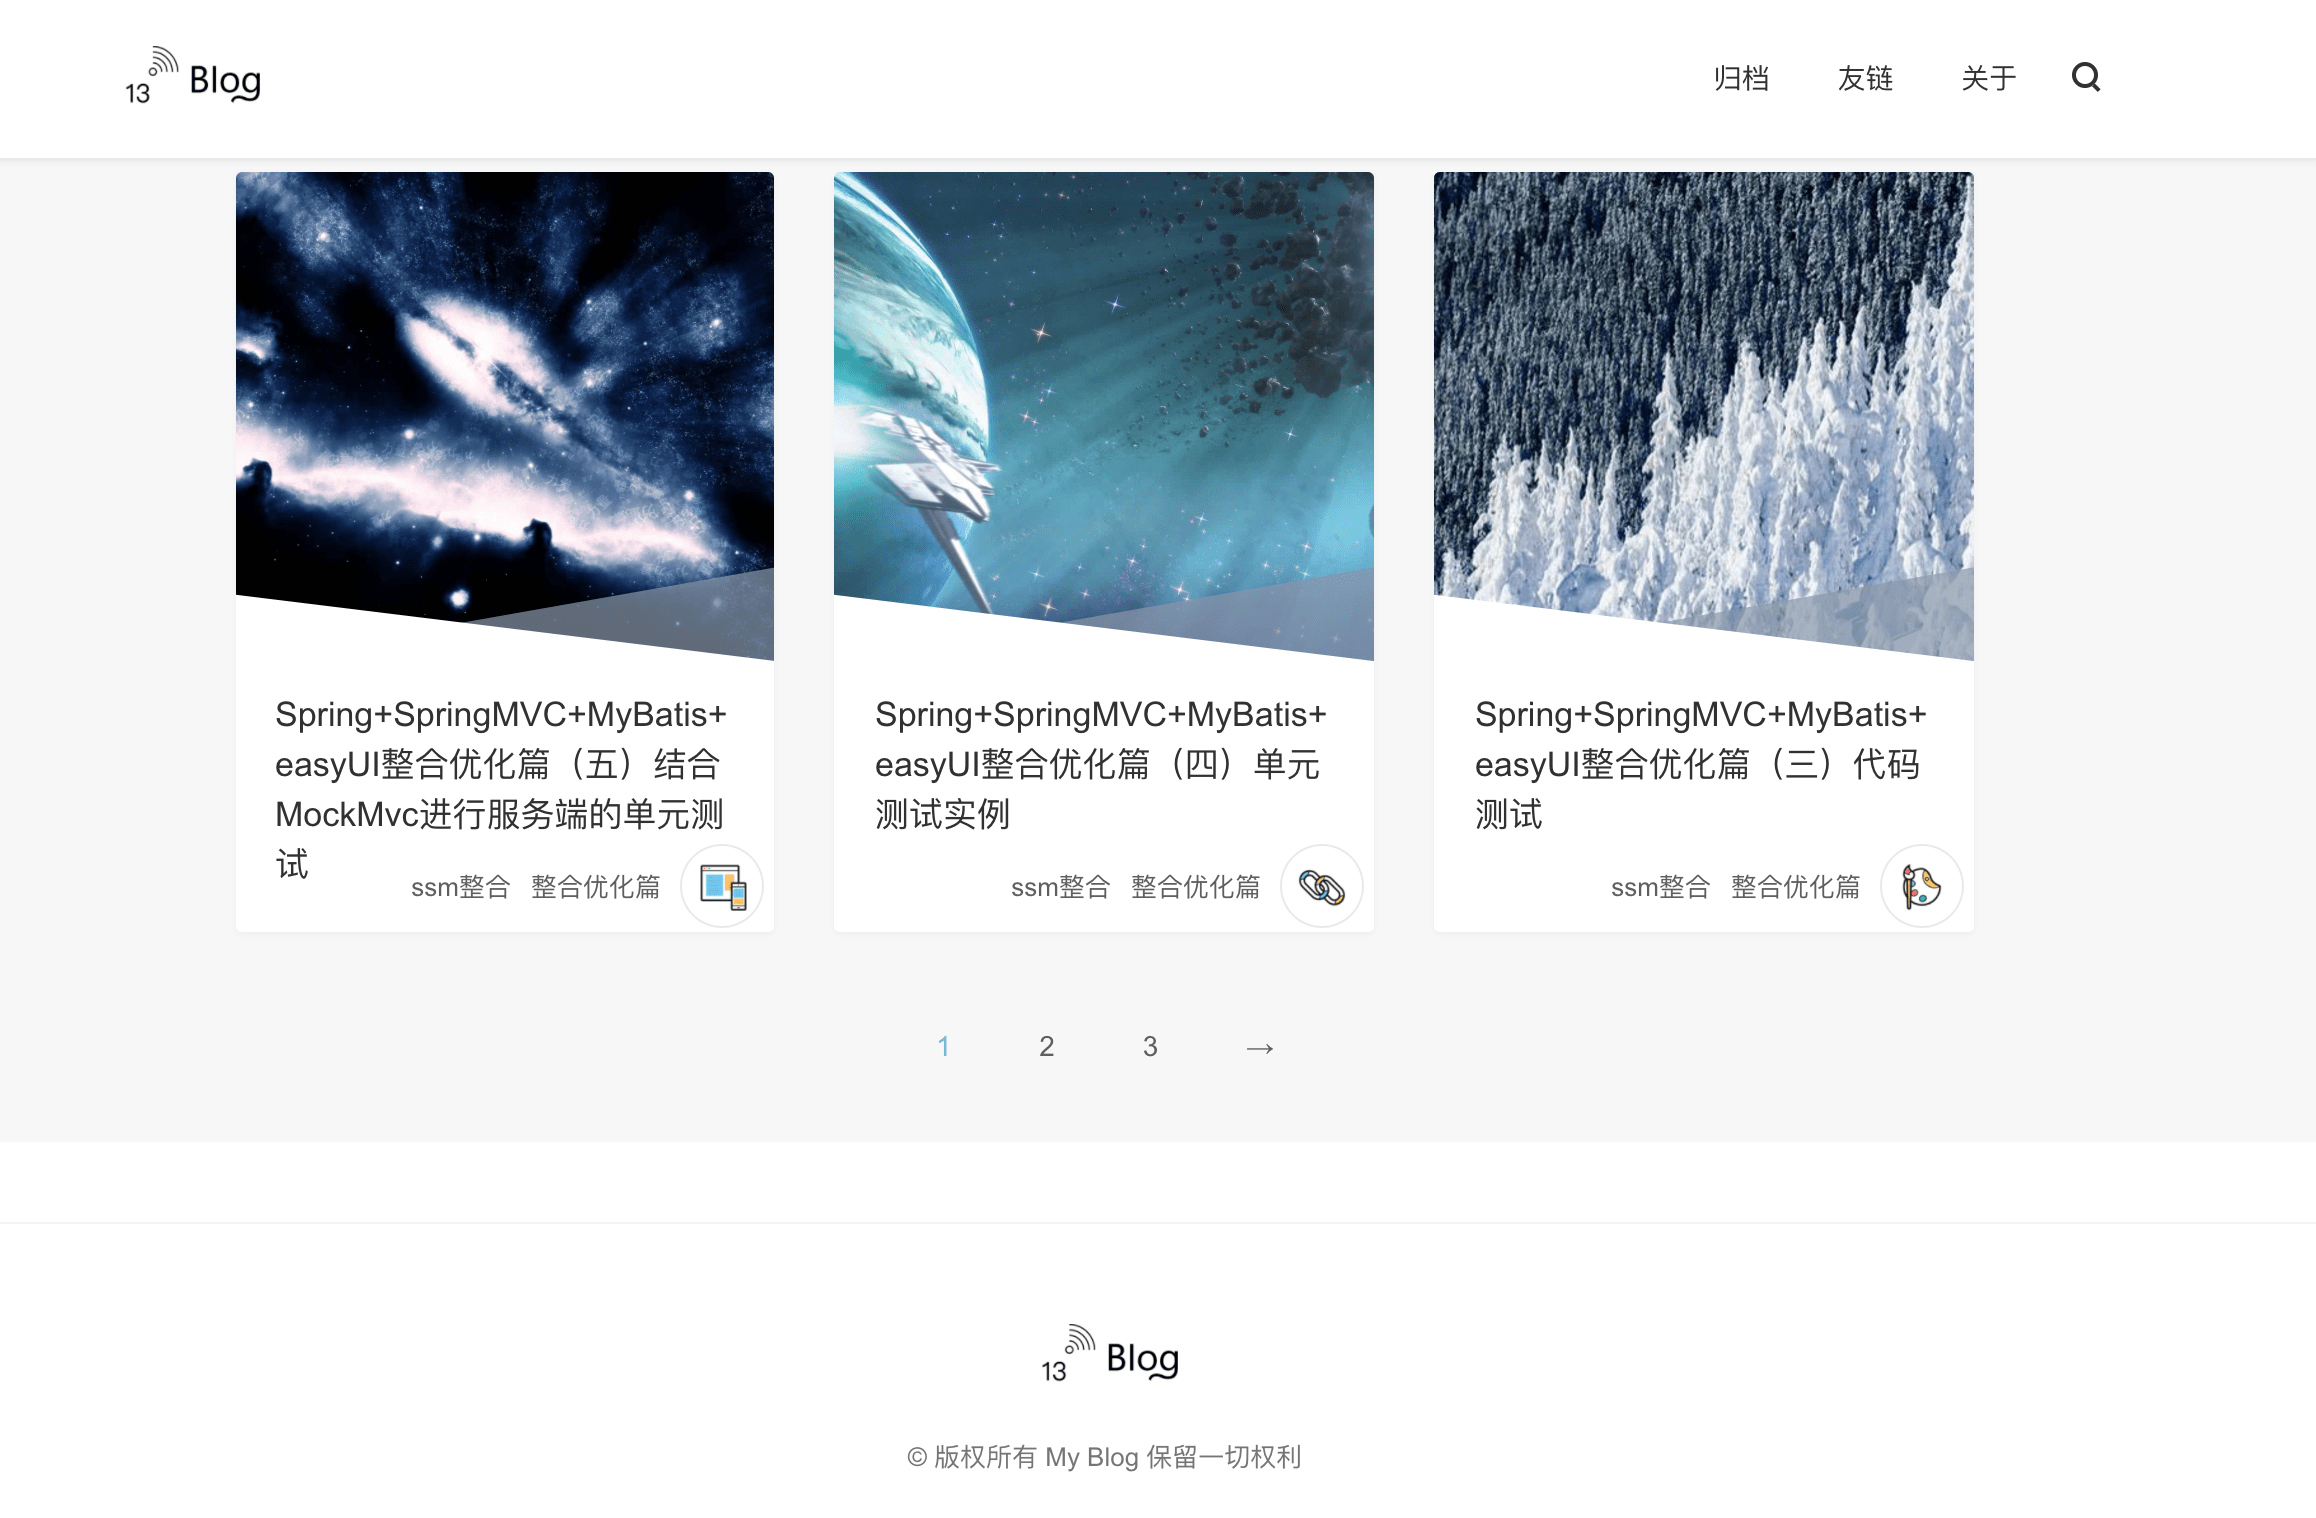 13 Blog
归档 友链 关于
Spring+SpringMVC+MyBatis+
easyUI整合优化篇（五）结合
MockMvc进行服务端的单元测
试
ssm整合 整合优化篇
Spring+SpringMVC+MyBatis+
easyUI整合优化篇（四）单元
测试实例
ssm整合 整合优化篇
Spring+SpringMVC+MyBatis+
easyUI整合优化篇（三）代码
测试
ssm整合 整合优化篇
1 2 3 →
13 Blog
© 版权所有 My Blog 保留一切权利